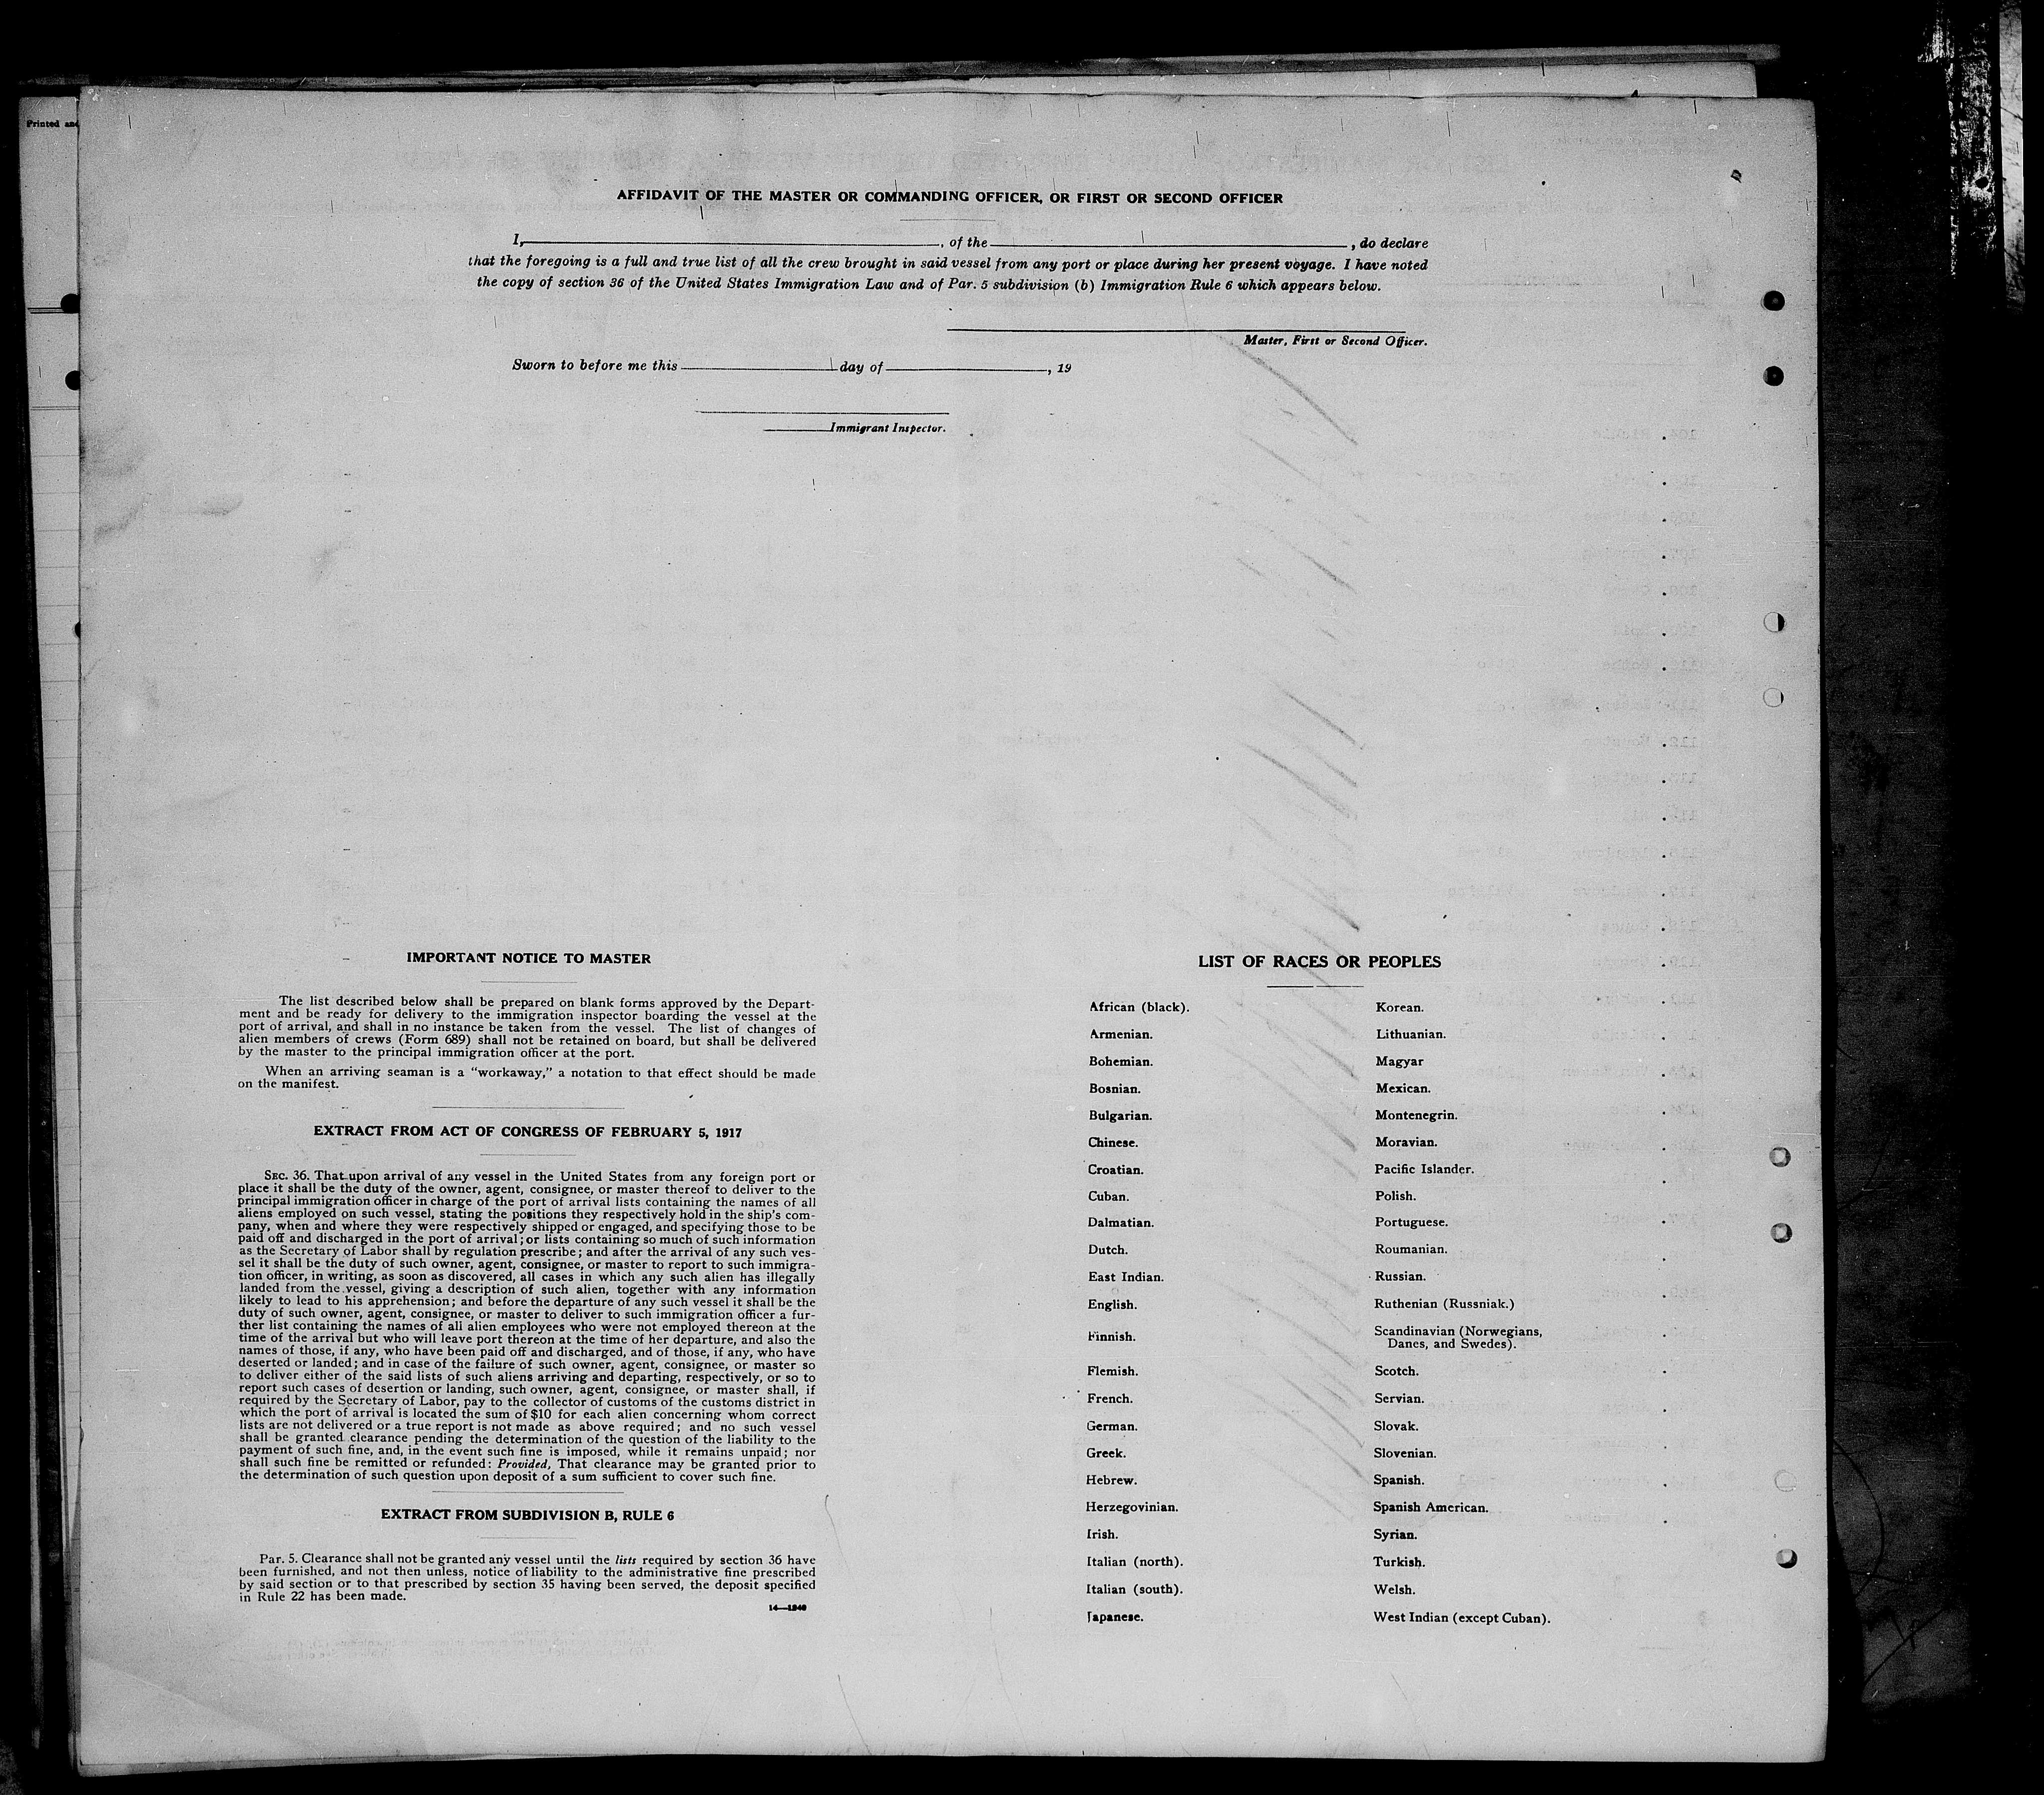 Printed and
AFFIDAVIT OF THE MASTER OR COMMANDING OFFICER, OR FIRST OR SECOND OFFICER
I, , of the , do declare
that the foregoing is a full and true list of all the crew brought in said vessel from any port or place during her present voyage. I have noted
the copy of section 36 of the United States Immigration Law and of Par. 5 subdivision (b) Immigration Rule 6 which appears below.
Master, First or Second Officer.
Sworn to before me this day of , 19
Immigrant Inspector.
IMPORTANT NOTICE TO MASTER
The list described below shall be prepared on blank forms approved by the Depart-
ment and be ready for delivery to the immigration inspector boarding the vessel at the
port of arrival, and shall in no instance be taken from the vessel. The list of changes of
alien members of crews (Form 689) shall not be retained on board, but shall be delivered
by the master to the principal immigration officer at the port.
When an arriving seaman is a "workaway," a notation to that effect should be made
on the manifest.
EXTRACT FROM ACT OF CONGRESS OF FEBRUARY 5, 1917
SEC. 36. That upon arrival of any vessel in the United States from any foreign port or
place it shall be the duty of the owner, agent, consignee, or master thereof to deliver to the
principal immigration officer in charge of the port of arrival lists containing the names of all
aliens employed on such vessel, stating the positions they respectively hold in the ship's com-
pany, when and where they were respectively shipped or engaged, and specifying those to be
paid off and discharged in the port of arrival; or lists containing so much of such information
as the Secretary of Labor shall by regulation prescribe; and after the arrival of any such ves-
sel it shall be the duty of such owner, agent, consignee, or master to report to such immigra-
tion officer, in writing, as soon as discovered, all cases in which any such alien has illegally
landed from the vessel, giving a description of such alien, together with any information
likely to lead to his apprehension; and before the departure of any such vessel it shall be the
duty of such owner, agent, consignee, or master to deliver to such immigration officer a fur-
ther list containing the names of all alien employees who were not employed thereon at the
time of the arrival but who will leave port thereon at the time of her departure, and also the
names of those, if any, who have been paid off and discharged, and of those, if any, who have
deserted or landed; and in case of the failure of such owner, agent, consignee, or master so
to deliver either of the said lists of such aliens arriving and departing, respectively, or so to
report such cases of desertion or landing, such owner, agent, consignee, or master shall, if
required by the Secretary of Labor, pay to the collector of customs of the customs district in
which the port of arrival is located the sum of $10 for each alien concerning whom correct
lists are not delivered or a true report is not made as above required; and no such vessel
shall be granted clearance pending the determination of the question of the liability to the
payment of such fine, and, in the event such fine is imposed, while it remains unpaid; nor
shall such fine be remitted or refunded: Provided, That clearance may be granted prior to
the determination of such question upon deposit of a sum sufficient to cover such fine.
EXTRACT FROM SUBDIVISION B, RULE 6
Par. 5. Clearance shall not be granted any vessel until the lists required by section 36 have
been furnished, and not then unless, notice of liability to the administrative fine prescribed
by said section or to that prescribed by section 35 having been served, the deposit specified
in Rule 22 has been made.
14—1240
LIST OF RACES OR PEOPLES
African (black).
Armenian.
Bohemian.
Bosnian.
Bulgarian.
Chinese.
Croatian.
Cuban.
Dalmatian.
Dutch.
East Indian.
English.
Finnish.
Flemish.
French.
German.
Greek.
Hebrew.
Herzegovinian.
Irish.
Italian (north).
Italian (south).
Japanese.
Korean.
Lithuanian.
Magyar
Mexican.
Montenegrin.
Moravian.
Pacific Islander.
Polish.
Portuguese.
Roumanian.
Russian.
Ruthenian (Russniak.)
Scandinavian (Norwegians,
Danes, and Swedes).
Scotch.
Servian.
Slovak.
Slovenian.
Spanish.
Spanish American.
Syrian.
Turkish.
Welsh.
West Indian (except Cuban).